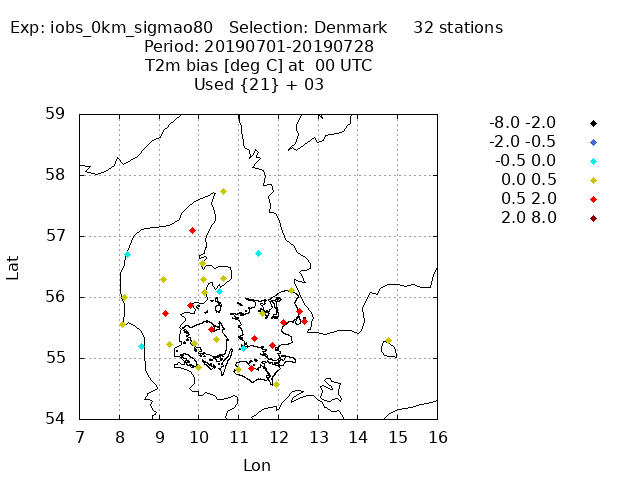 Exp: iobs_0km_sigmao80 Selection: Denmark 32 stations
Period: 20190701-20190728
T2m bias [deg C] at 00 UTC
Used {21} + 03
-8.0 -2.0
-2.0 -0.5
-0.5 0.0
0.0 0.5
0.5 2.0
2.0 8.0
59
58
57
56
55
54
Lat
7 8 9 10 11 12 13 14 15 16
Lon